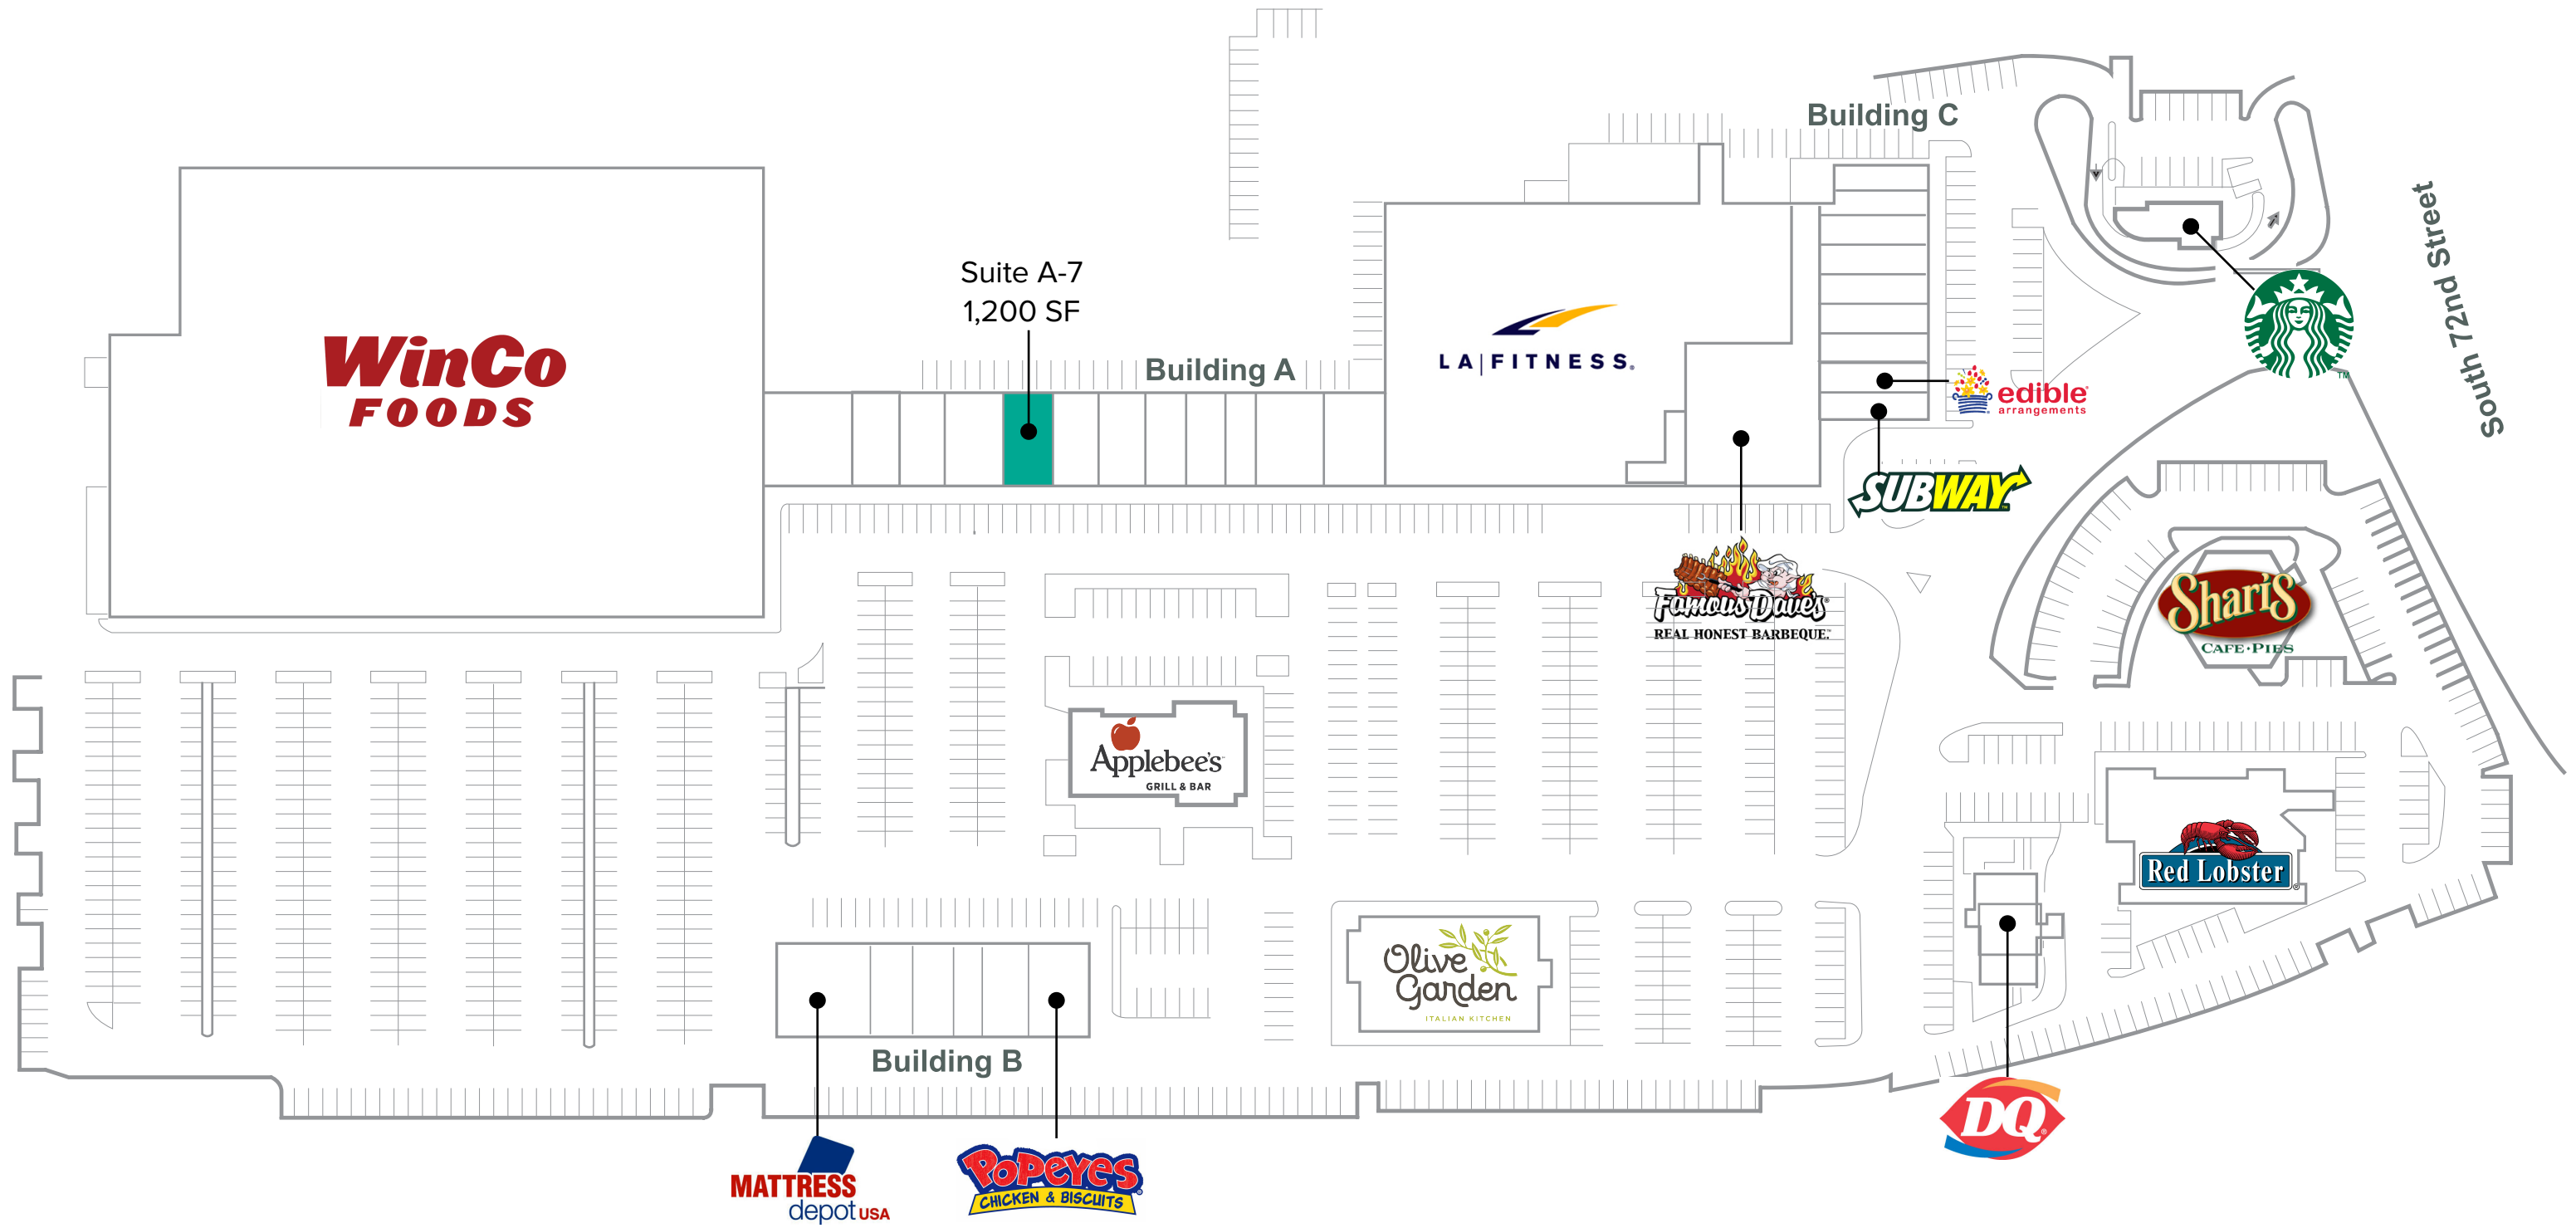 Building C
South 72nd Street
Suite A-7
1,200 SF
WinCo
FOODS
Building A
LA|FITNESS.
edible
arrangements
SUBWAY
Famous Dave's
REAL HONEST BARBEQUE.
Shari's
CAFE•PIES
Applebee's
GRILL & BAR
Red Lobster
Olive
Garden
ITALIAN KITCHEN
Building B
DQ
MATTRESS
depot USA
POPEYES
CHICKEN & BISCUITS